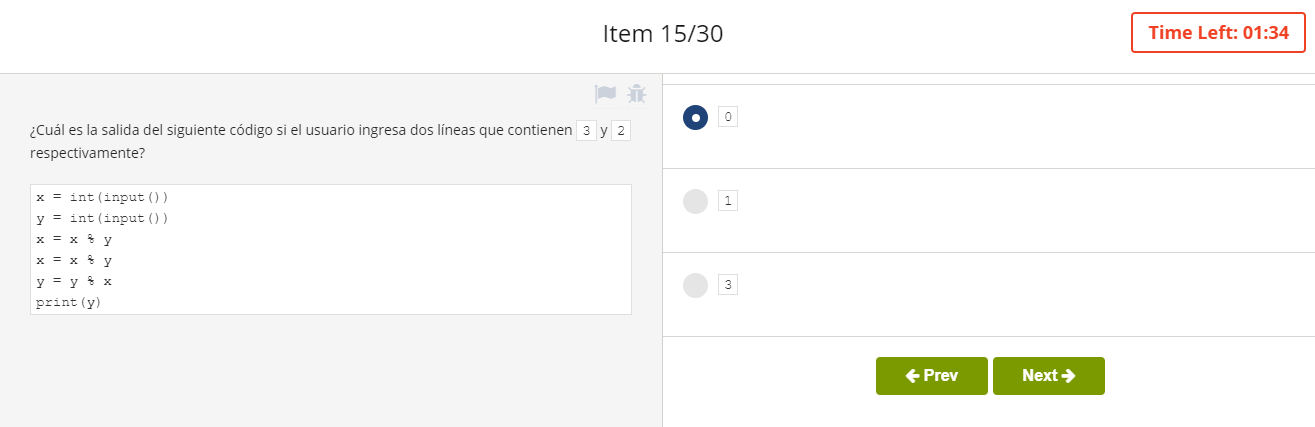 Item 15/30
Time Left: 01:34
¿Cuál es la salida del siguiente código si el usuario ingresa dos líneas que contienen 3 y 2
respectivamente?
x = int(input())
y = int(input())
x = x % y
x = x % y
y = y % x
print(y)
0
1
3
Prev
Next